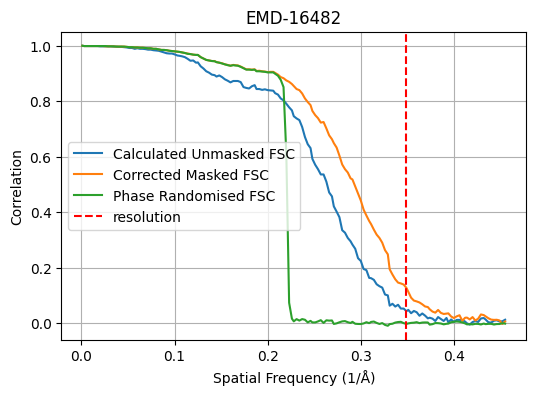 EMD-16482
1.0
0.8
0.6
0.4
0.2
0.0
Correlation
Calculated Unmasked FSC
Corrected Masked FSC
Phase Randomised FSC
resolution
0.0 0.1 0.2 0.3 0.4
Spatial Frequency (1/Å)